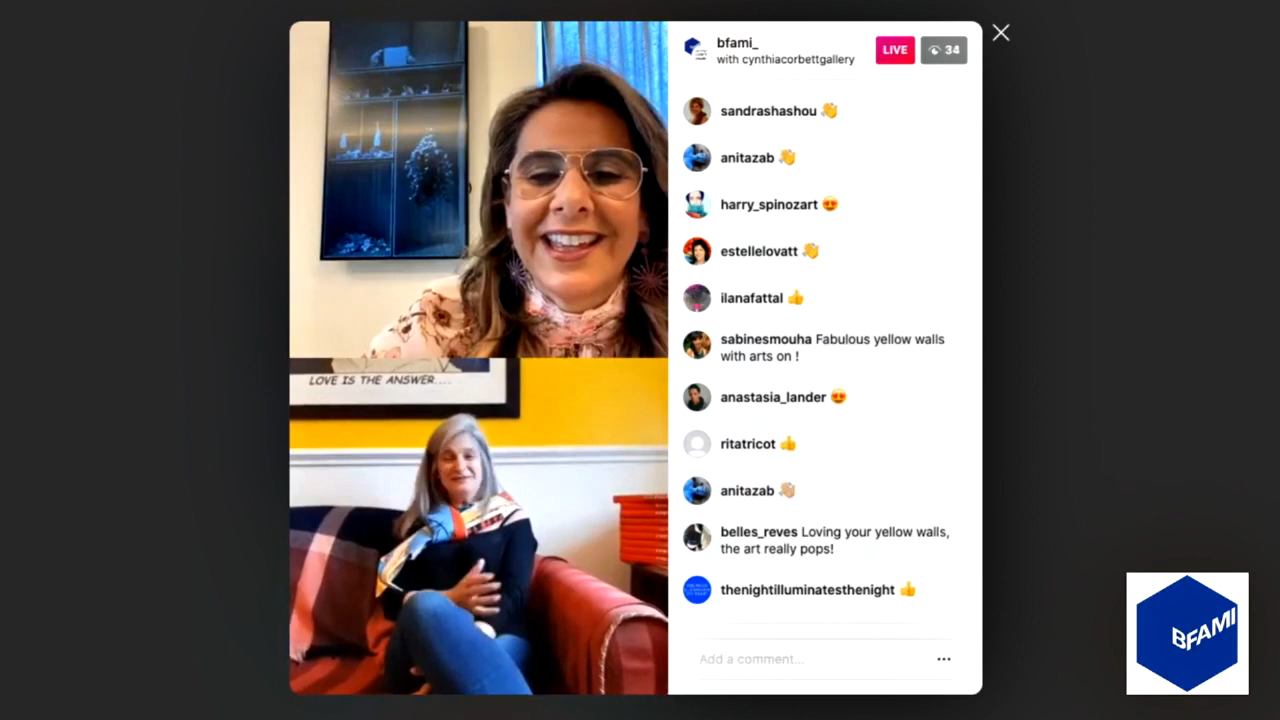 bfami_
with cynthiacorbettgallery
LIVE
34
sandrashashou 👏
anitazab 👏
harry_spinozart 😍
estellelovatt 👏
ilanafattal 👍
sabinesmouha Fabulous yellow walls
with arts on !
anastasia_lander 😍
ritatricot 👍
anitazab 👏🏼
belles_reves Loving your yellow walls,
the art really pops!
thenightilluminatesthenight 👍
Add a comment...
LOVE IS THE ANSWER....
BFAMI